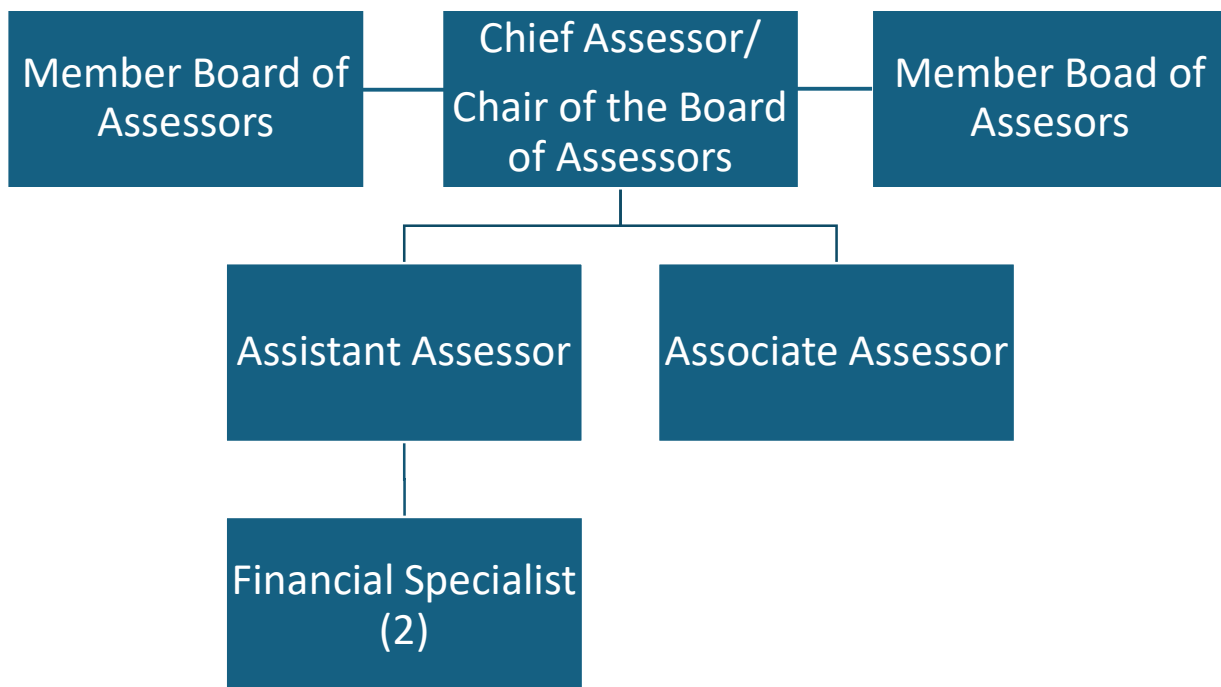 Member Board of
Assessors
Chief Assessor/
Chair of the Board
of Assessors
Member Boad of
Assesors
Assistant Assessor
Associate Assessor
Financial Specialist
(2)